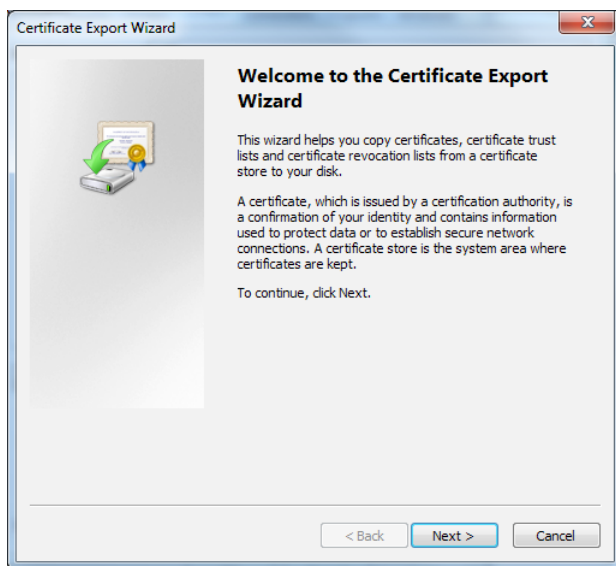 Certificate Export Wizard
Welcome to the Certificate Export
Wizard
This wizard helps you copy certificates, certificate trust
lists and certificate revocation lists from a certificate
store to your disk.
A certificate, which is issued by a certification authority, is
a confirmation of your identity and contains information
used to protect data or to establish secure network
connections. A certificate store is the system area where
certificates are kept.
To continue, click Next.
< Back
Next >
Cancel